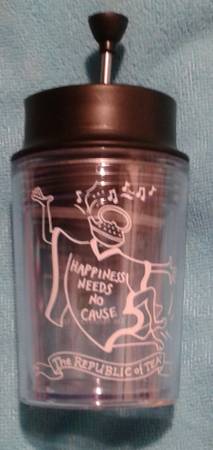 HAPPINESS
NEEDS
NO
CAUSE
The REPUBLIC of TEA